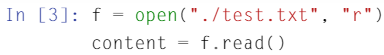 In [3]: f = open("./test.txt", "r")
content = f.read()